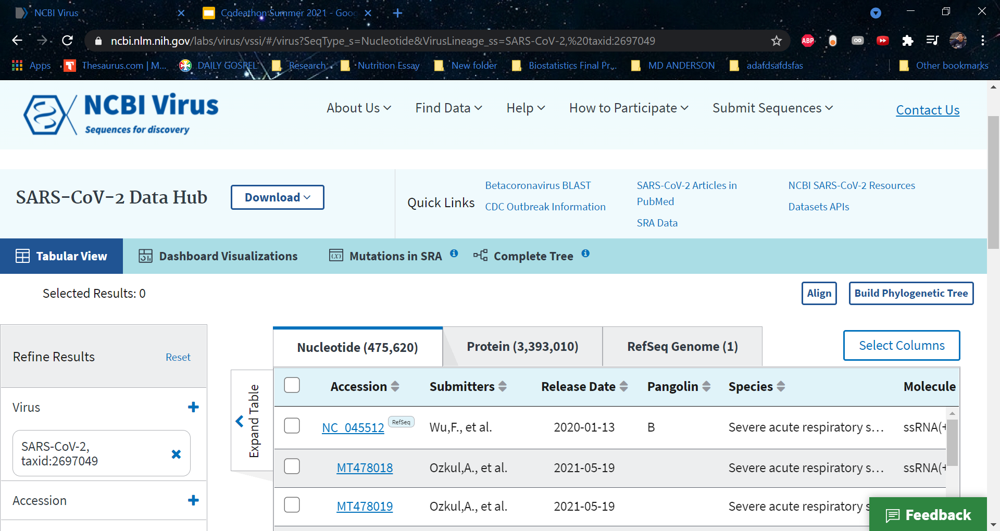 NCBI Virus
Codeathon Summer 2021 - Goog
ncbi.nlm.nih.gov/labs/virus/vssi/#/virus?SeqType_s=Nucleotide&VirusLineage_ss=SARS-CoV-2,%20taxid:2697049
ABP
Apps
Thesaurus.com | M...
DAILY GOSPEL
Research
Nutrition Essay
New folder
Biostatistics Final Pr...
MD ANDERSON
adafdsafdsfas
Other bookmarks
NCBI Virus
Sequences for discovery
About Us
Find Data
Help
How to Participate
Submit Sequences
Contact Us
SARS-CoV-2 Data Hub
Download
Quick Links
Betacoronavirus BLAST
CDC Outbreak Information
SARS-CoV-2 Articles in
PubMed
SRA Data
NCBI SARS-CoV-2 Resources
Datasets APIs
Tabular View
Dashboard Visualizations
Mutations in SRA
Complete Tree
Selected Results: 0
Align
Build Phylogenetic Tree
Refine Results
Reset
Virus
SARS-CoV-2,
taxid:2697049
Accession
Expand Table
Nucleotide (475,620)
Protein (3,393,010)
RefSeq Genome (1)
Select Columns
Accession Submitters Release Date Pangolin Species Molecule
NC_045512 RefSeq Wu,F., et al. 2020-01-13 B Severe acute respiratory s... ssRNA(+
MT478018 Ozkul,A., et al. 2021-05-19 Severe acute respiratory s... ssRNA(+
MT478019 Ozkul,A., et al. 2021-05-19 Severe acute respiratory s
Feedback